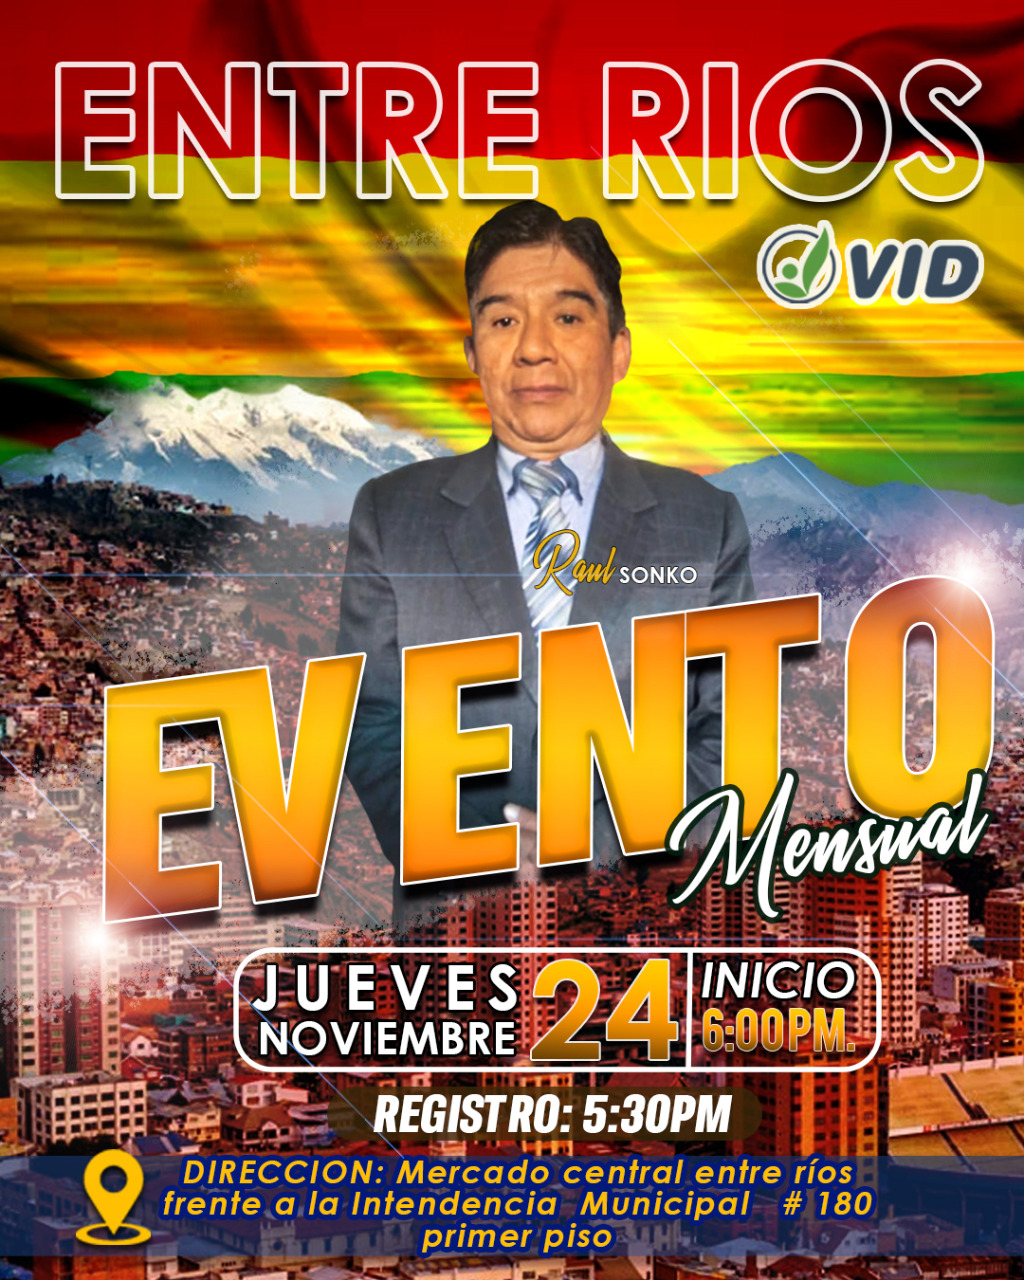 ENTRE RIOS
VID
Raul SONKO
EVENTO
Mensual
JUEVES
NOVIEMBRE
24
INICIO
6:00PM.
REGISTRO: 5:30PM
DIRECCION: Mercado central entre ríos
frente a la Intendencia Municipal # 180
primer piso